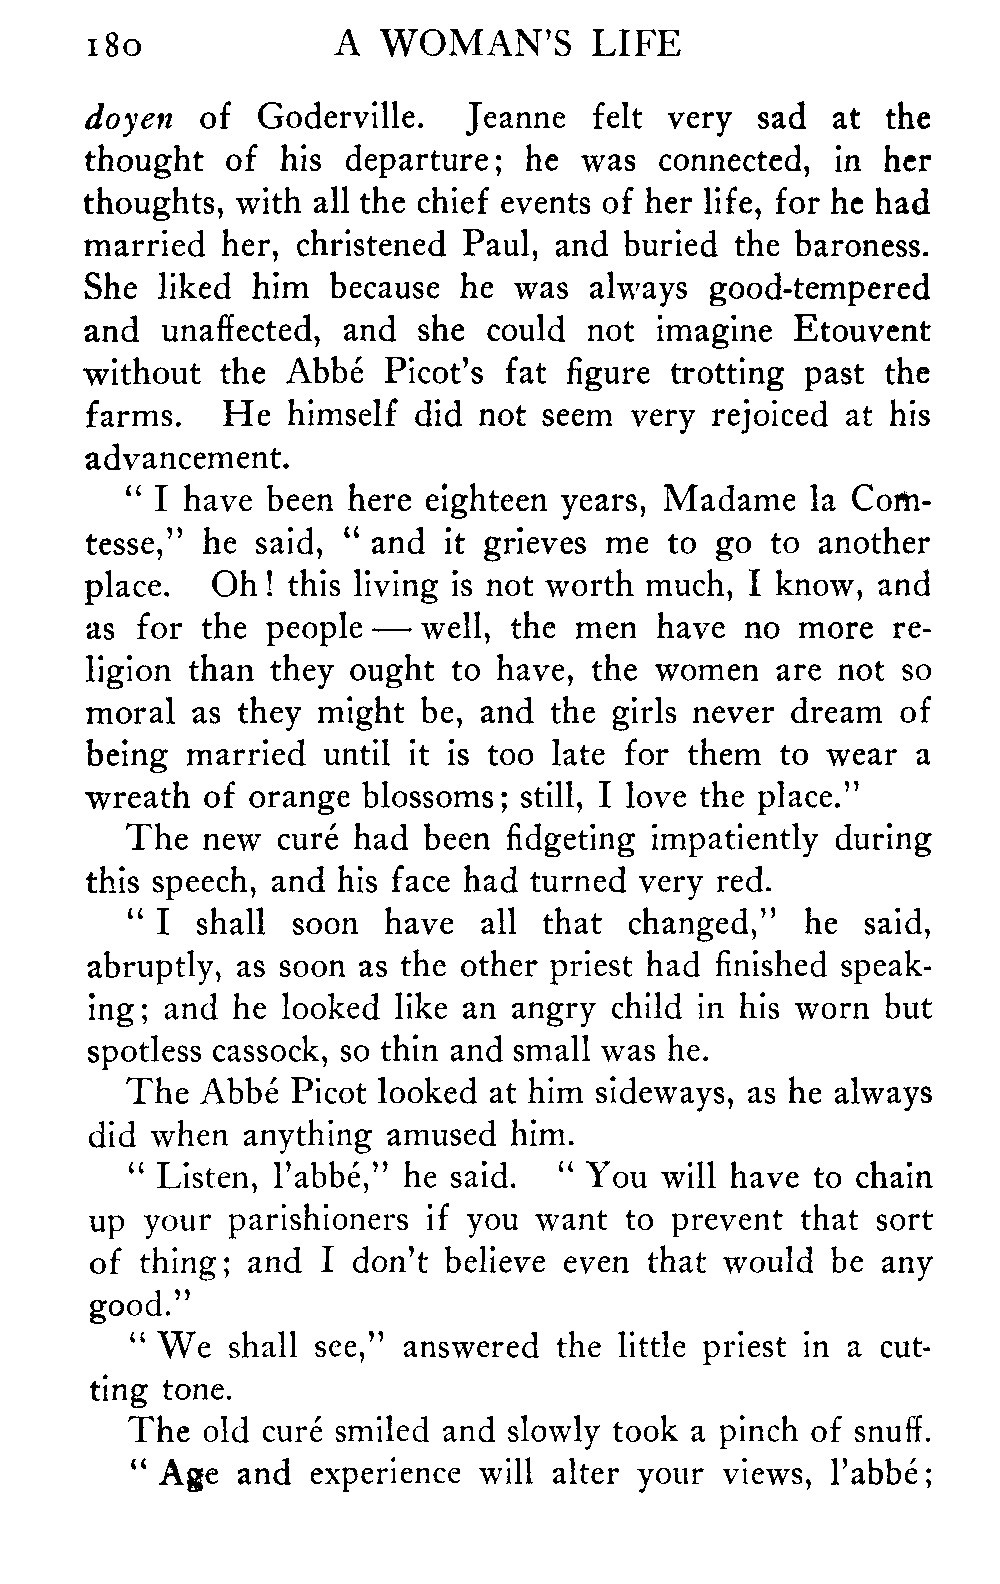 180 A WOMAN'S LIFE
doyen of Goderville. Jeanne felt very sad at the
thought of his departure; he was connected, in her
thoughts, with all the chief events of her life, for he had
married her, christened Paul, and buried the baroness.
She liked him because he was always good-tempered
and unaffected, and she could not imagine Etouvent
without the Abbé Picot's fat figure trotting past the
farms. He himself did not seem very rejoiced at his
advancement.
" I have been here eighteen years, Madame la Com-
tesse," he said, " and it grieves me to go to another
place. Oh! this living is not worth much, I know, and
as for the people — well, the men have no more re-
ligion than they ought to have, the women are not so
moral as they might be, and the girls never dream of
being married until it is too late for them to wear a
wreath of orange blossoms; still, I love the place."
The new curé had been fidgeting impatiently during
this speech, and his face had turned very red.
" I shall soon have all that changed," he said,
abruptly, as soon as the other priest had finished speak-
ing; and he looked like an angry child in his worn but
spotless cassock, so thin and small was he.
The Abbé Picot looked at him sideways, as he always
did when anything amused him.
" Listen, l'abbé," he said. " You will have to chain
up your parishioners if you want to prevent that sort
of thing; and I don't believe even that would be any
good."
" We shall see," answered the little priest in a cut-
ting tone.
The old curé smiled and slowly took a pinch of snuff.
" Age and experience will alter your views, l'abbé;